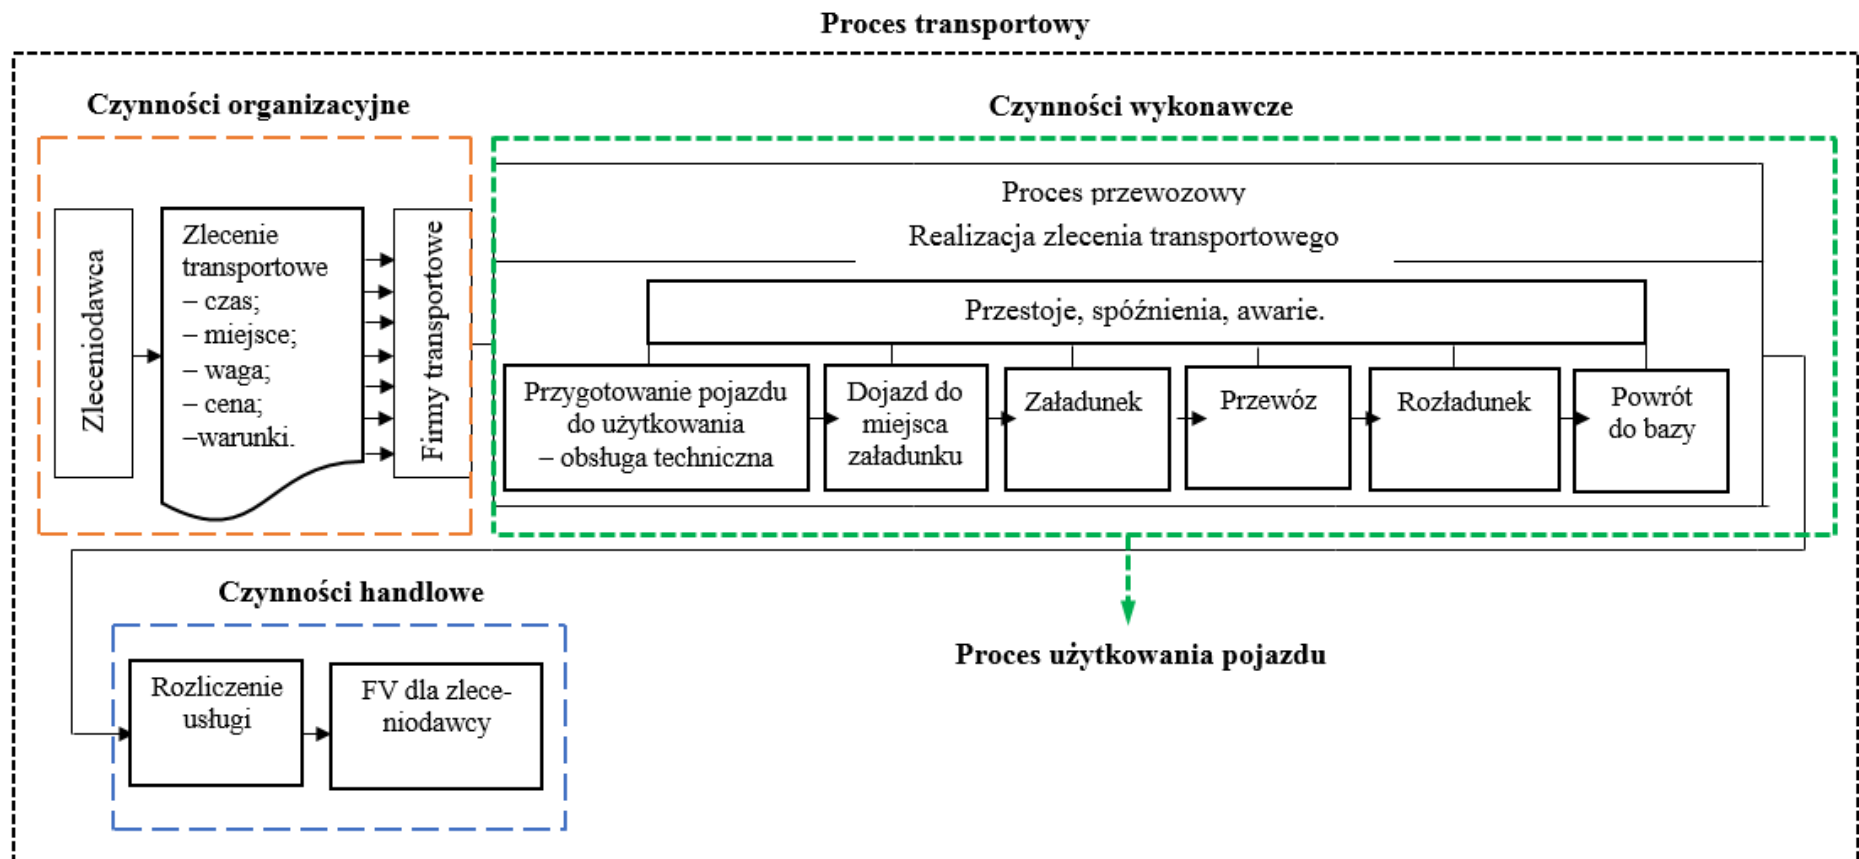 Proces transportowy
Czynności organizacyjne
Czynności wykonawcze
Zleceniodawca
Zlecenie
transportowe
– czas;
– miejsce;
– waga;
– cena;
–warunki.
Firmy transportowe
Proces przewozowy
Realizacja zlecenia transportowego
Przestoje, spóźnienia, awarie.
Przygotowanie pojazdu
do użytkowania
– obsługa techniczna
Dojazd do
miejsca
załadunku
Załadunek
Przewóz
Rozładunek
Powrót
do bazy
Czynności handlowe
Rozliczenie
usługi
FV dla zlece-
niodawcy
Proces użytkowania pojazdu